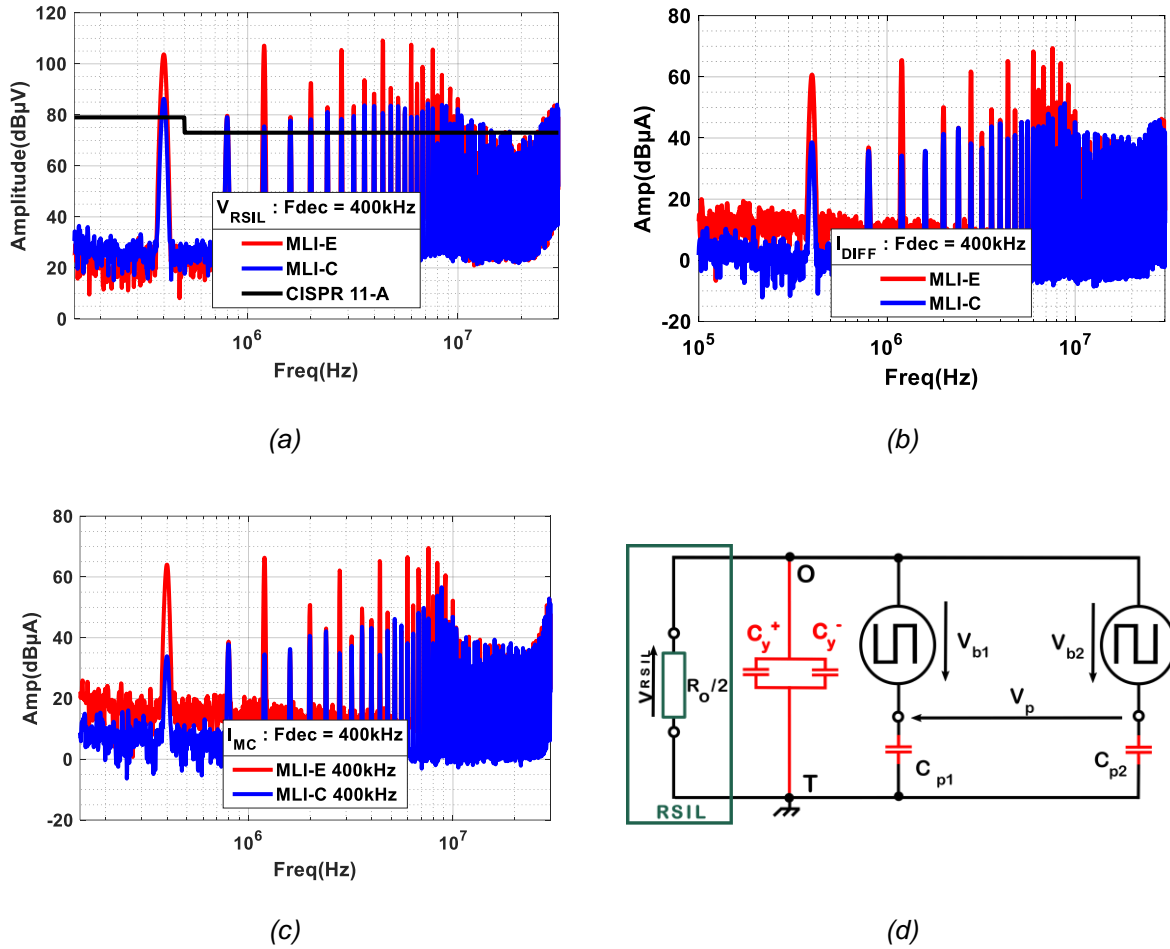 120
100
80
60
40
20
0
Amplitude(dBµV)
V_RSIL : Fdec = 400kHz
MLI-E
MLI-C
CISPR 11-A
10^6
10^7
Freq(Hz)
(a)
80
60
40
20
0
-20
Amp(dBµA)
I_DIFF : Fdec = 400kHz
MLI-E
MLI-C
10^5
10^6
10^7
Freq(Hz)
(b)
80
60
40
20
0
-20
Amp(dBµA)
I_MC : Fdec = 400kHz
MLI-E 400kHz
MLI-C 400kHz
10^6
10^7
Freq(Hz)
(c)
O
C_y^+
C_y^-
V_RSIL
R_o/2
V_b1
V_b2
V_p
C_p1
C_p2
T
RSIL
(d)